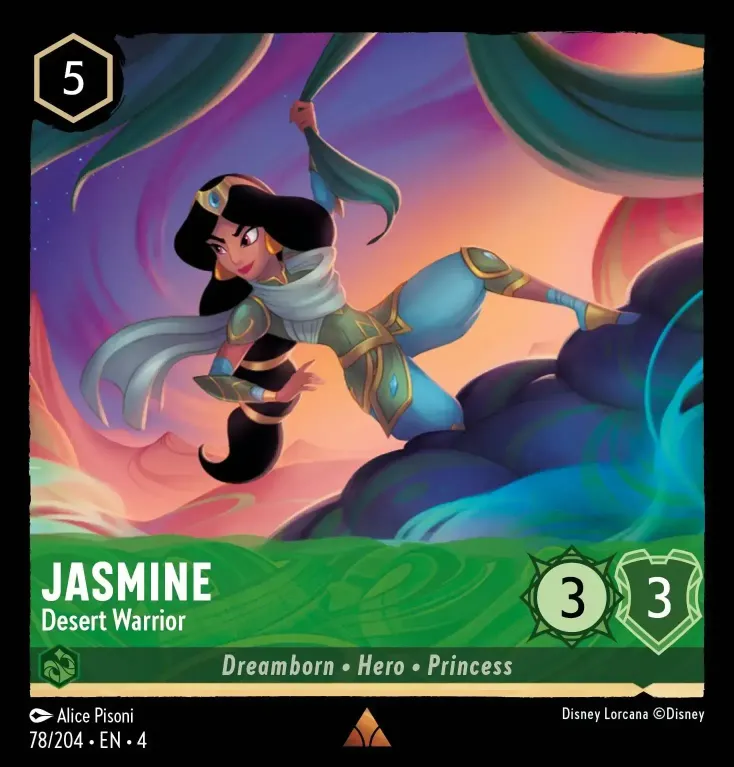 5
JASMINE
Desert Warrior
3
3
Dreamborn • Hero • Princess
Alice Pisoni
Disney Lorcana ©Disney
78/204 • EN • 4